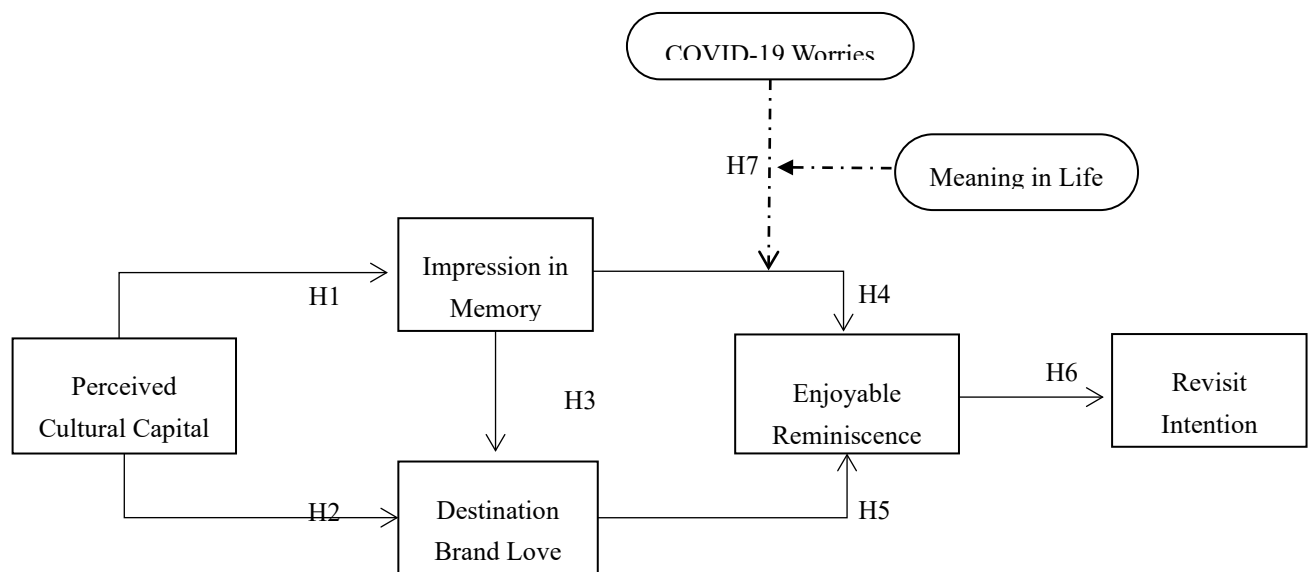 COVID-19 Worries
H7
Meaning in Life
Impression in
Memory
H1
H4
Perceived
Cultural Capital
H3
Enjoyable
Reminiscence
H6
Revisit
Intention
H2
Destination
Brand Love
H5